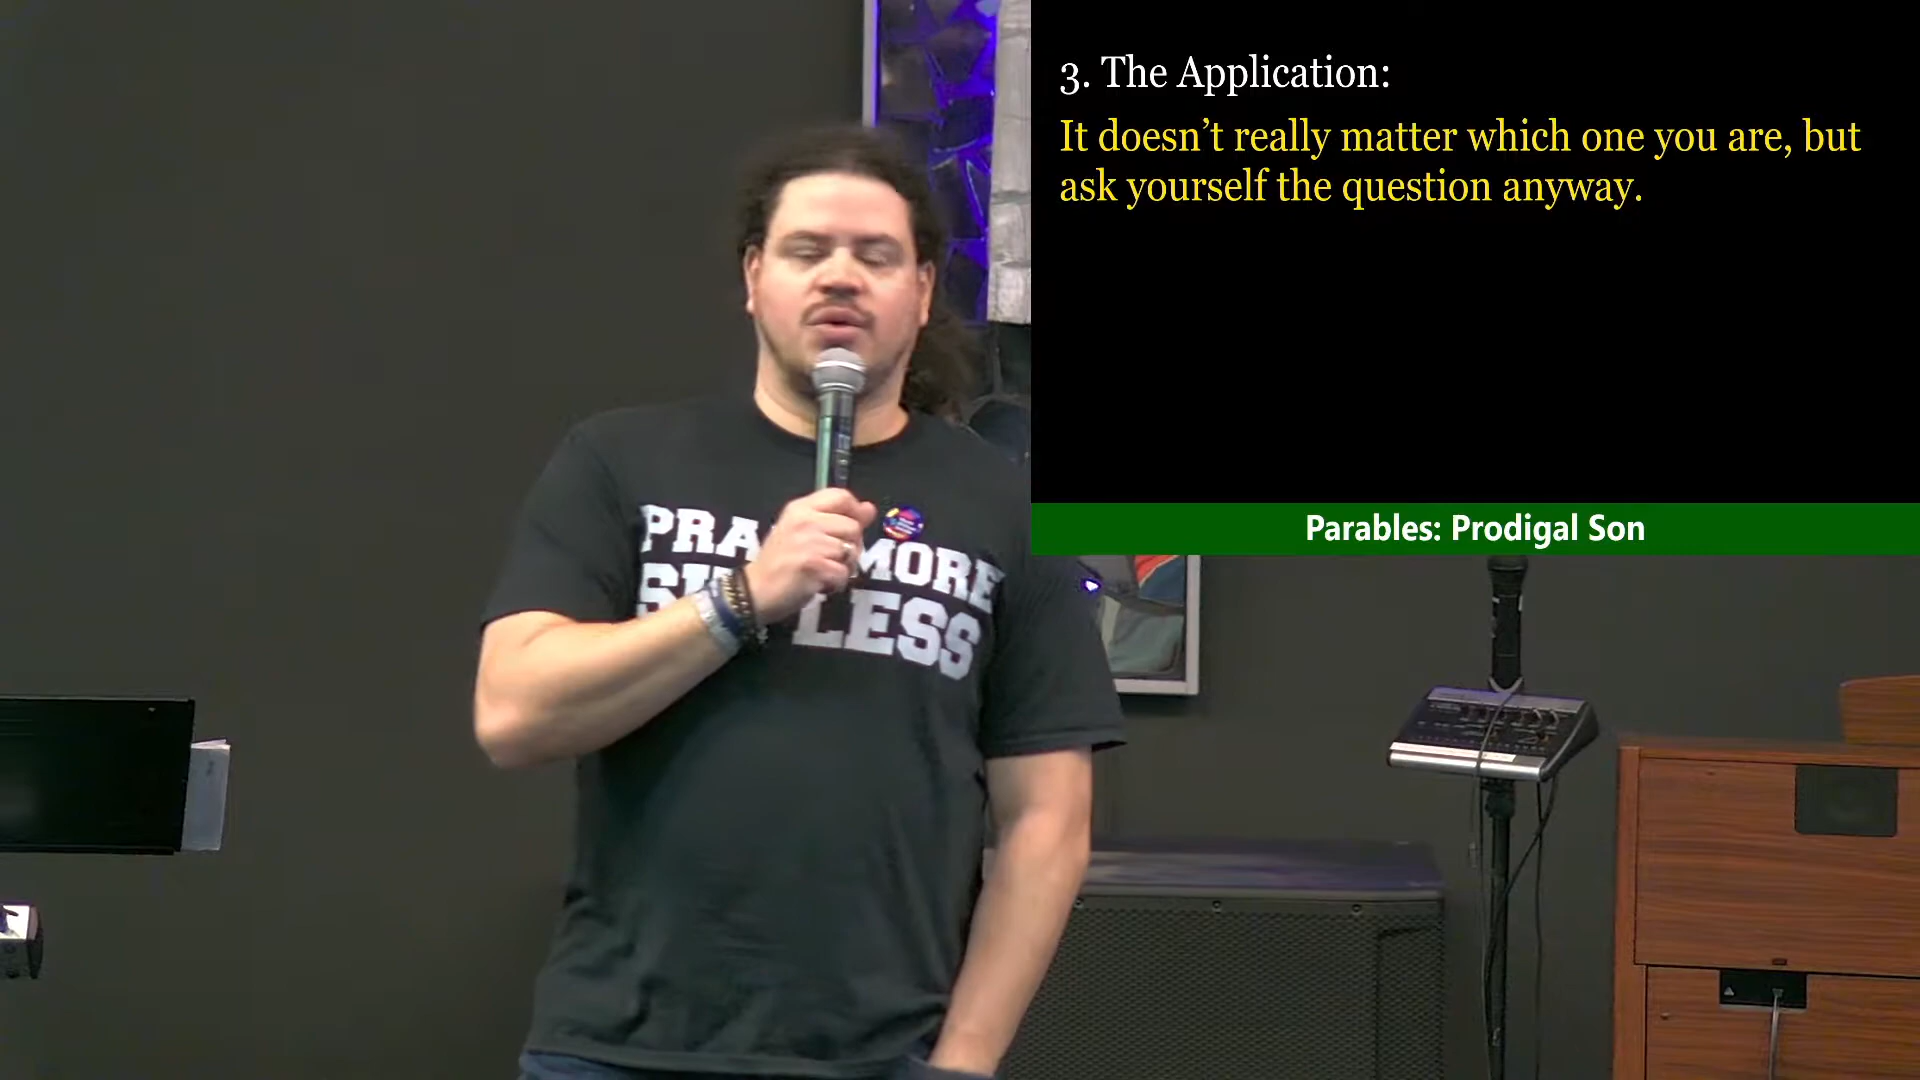 3. The Application:
It doesn’t really matter which one you are, but
ask yourself the question anyway.
Parables: Prodigal Son
MORE
LESS